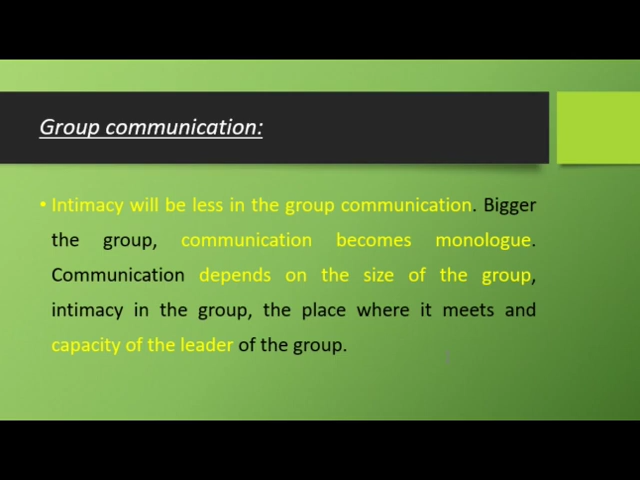 Group communication:
• Intimacy will be less in the group communication. Bigger
the group, communication becomes monologue.
Communication depends on the size of the group,
intimacy in the group, the place where it meets and
capacity of the leader of the group.